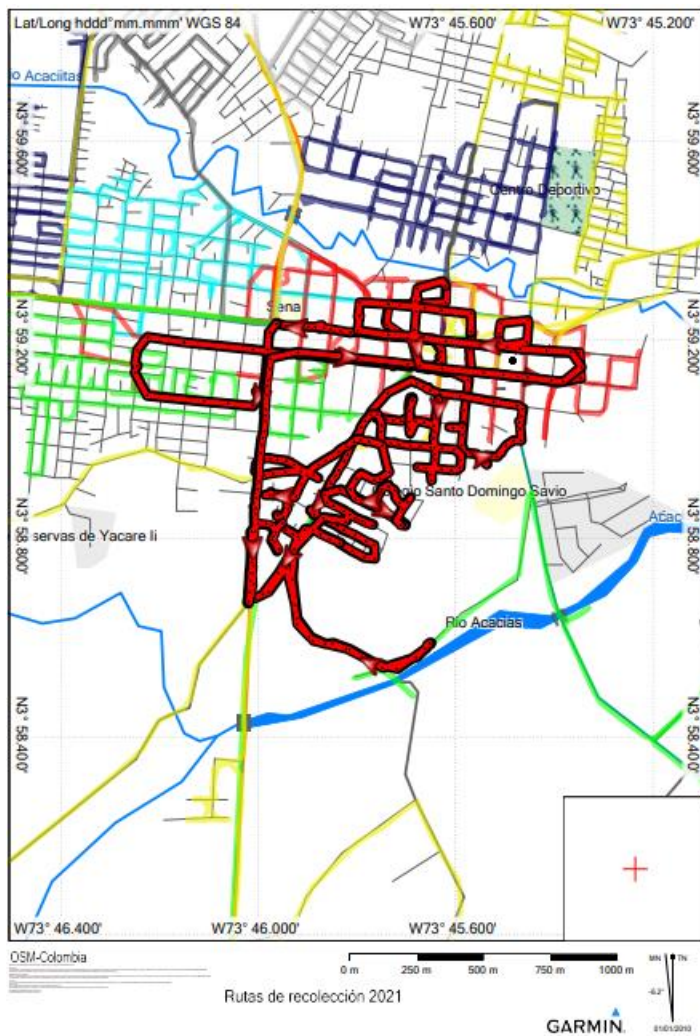 Lat/Long hddd°mm.mmm' WGS 84
W73° 45.600'
W73° 45.200'
o Acaciitas
N3° 59.600'
N3° 59.600'
Centro Deportivo
Sena
N3° 59.200'
N3° 59.200'
gio Santo Domingo Savio
Acac
servas de Yacare Ii
N3° 58.800'
N3° 58.800'
Rio Acacias
N3° 58.400'
N3° 58.400'
W73° 46.400'
W73° 46.000'
W73° 45.600'
OSM-Colombia
0 m
250 m
500 m
750 m
1000 m
MN
TN
-6.2°
Rutas de recolección 2021
GARMIN
01/01/2010